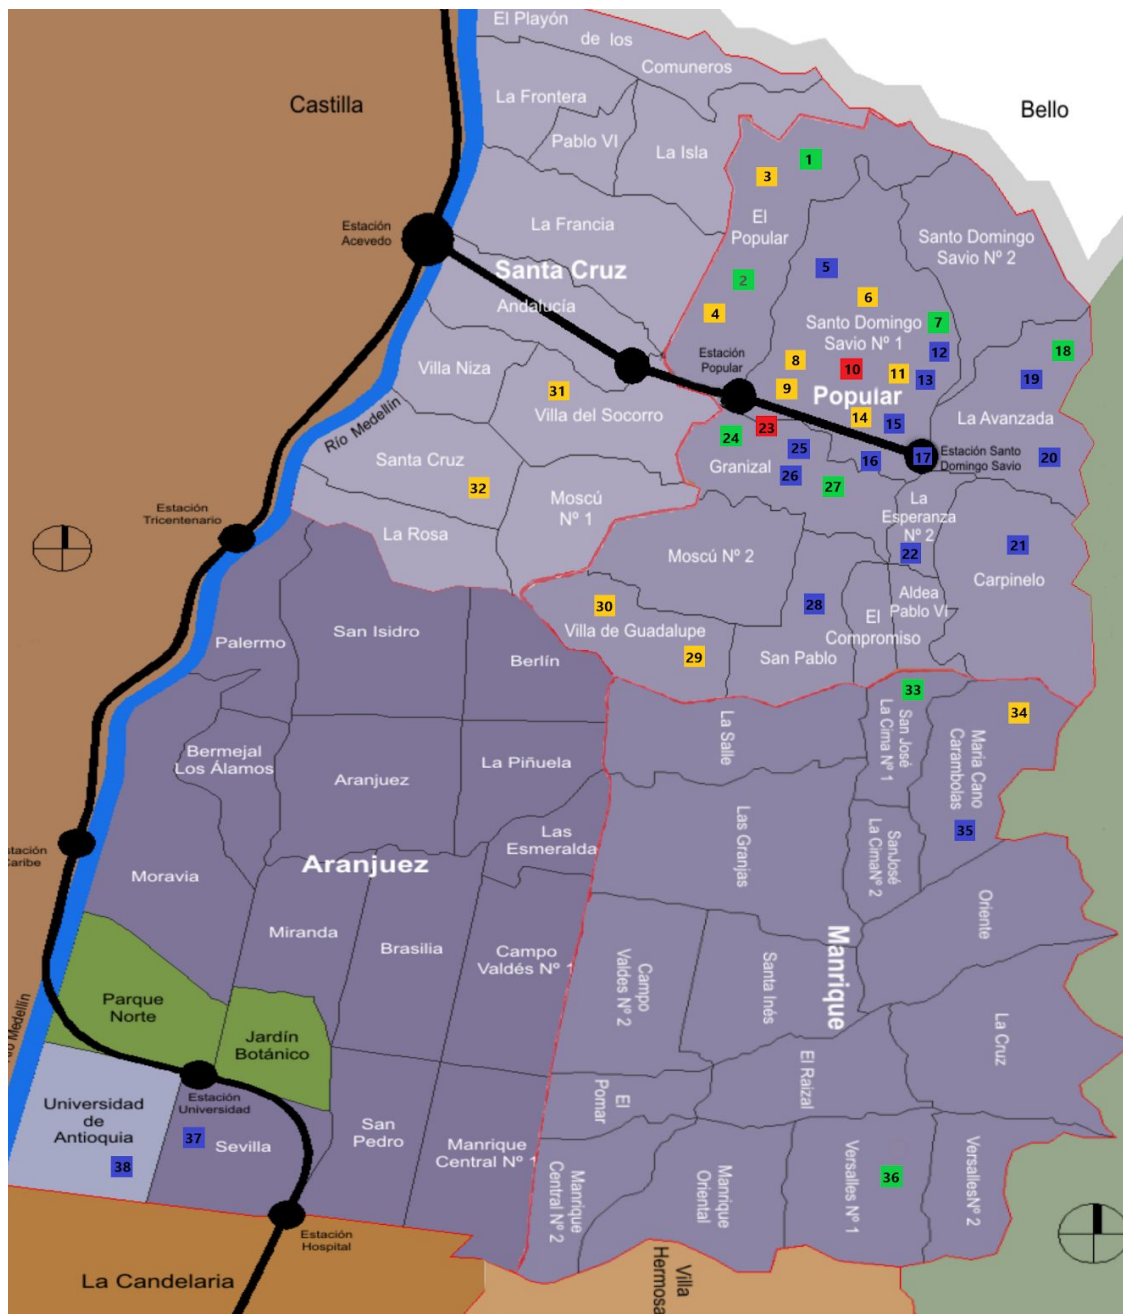 El Playón
de los
Comuneros
Castilla
Bello
La Frontera
Pablo VI
La Isla
1
3
El
Popular
La Francia
Estación
Acevedo
Santa Cruz
Andalucía
Santo Domingo
Savio Nº 2
5
2
6
4
Santo Domingo
Savio Nº 1
7
Estación
Popular
8
12
18
10
11
13
19
9
Popular
Villa Niza
31
Villa del Socorro
Río Medellín
14
15
La Avanzada
23
24
25
Granizal
26
16
17
Estación Santo
Domingo Savio
20
27
Santa Cruz
32
Moscú
Nº 1
La
Esperanza
Nº 2
22
21
Carpinelo
Estación
Tricentenario
La Rosa
Moscú Nº 2
Aldea
Pablo VI
30
Villa de Guadalupe
29
28
San Pablo
El
Compromiso
Palermo
San Isidro
Berlín
33
34
La Salle
San José
La Cima Nº 1
María Cano
Carambolas
Bermejal
Los Álamos
Aranjuez
La Piñuela
Las
Esmeralda
Las Granjas
SanJosé
La CimaNº 2
35
stación
Caribe
Moravia
Aranjuez
Oriente
Miranda
Brasilia
Campo
Valdés Nº 1
Campo
Valdes Nº 2
Santa Inés
Manrique
Parque
Norte
Jardín
Botánico
La Cruz
Río Medellín
Estación
Universidad
El
Pomar
El Raizal
Universidad
de
Antioquia
38
37
Sevilla
San
Pedro
Manrique
Central Nº 1
Manrique
Central Nº 2
Manrique
Oriental
Versalles Nº 1
36
VersallesNº 2
Estación
Hospital
La Candelaria
Villa
Hermosa